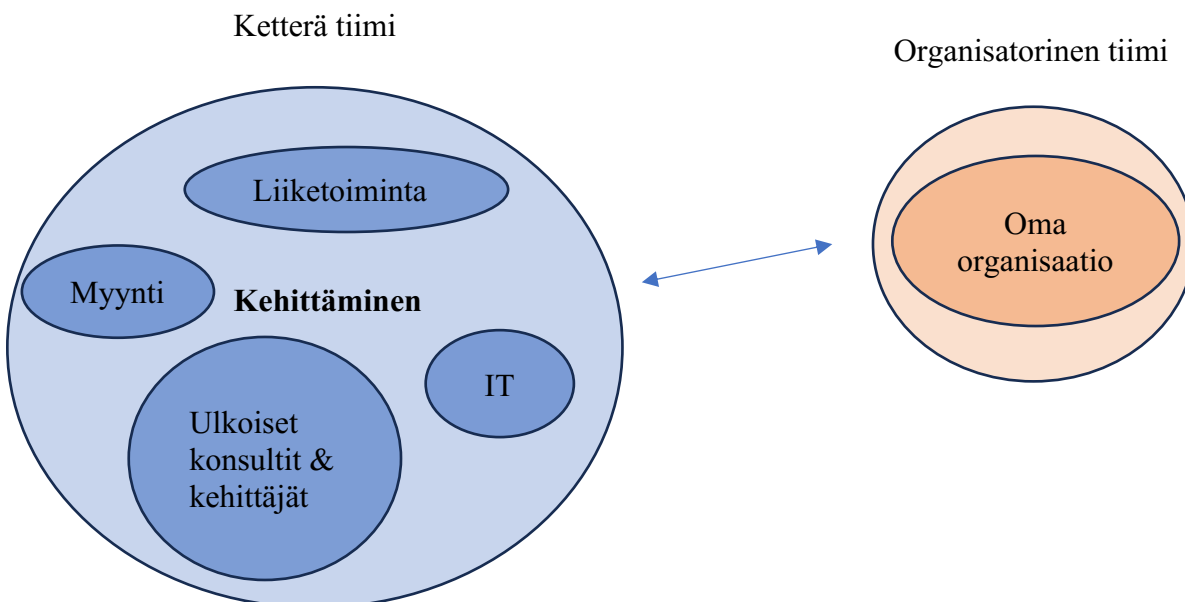 Ketterä tiimi
Organisatorinen tiimi
Liiketoiminta
Myynti
Kehittäminen
IT
Ulkoiset
konsultit &
kehittäjät
Oma
organisaatio